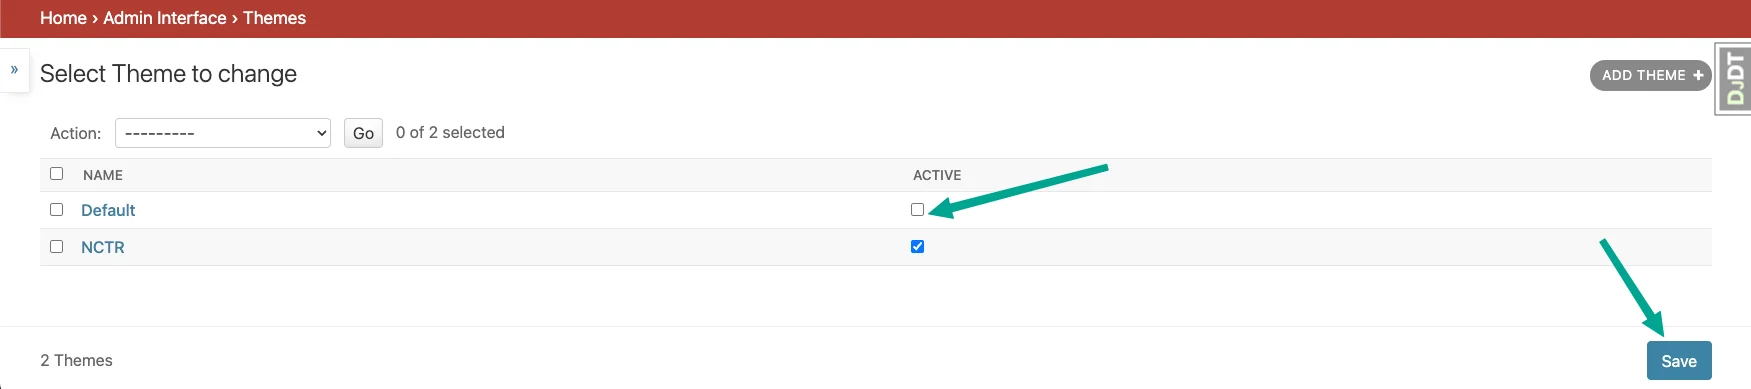 Home › Admin Interface › Themes
»
Select Theme to change
ADD THEME +
DJDT
Action: --------- Go 0 of 2 selected
NAME ACTIVE
Default
NCTR
2 Themes
Save